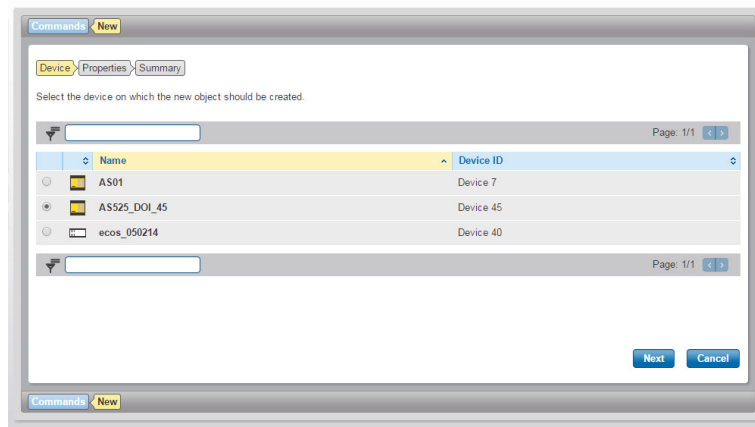 Commands New
Device Properties Summary
Select the device on which the new object should be created.
Page: 1/1
Name Device ID
AS01 Device 7
AS525_DOI_45 Device 45
ecos_050214 Device 40
Page: 1/1
Next Cancel
Commands New